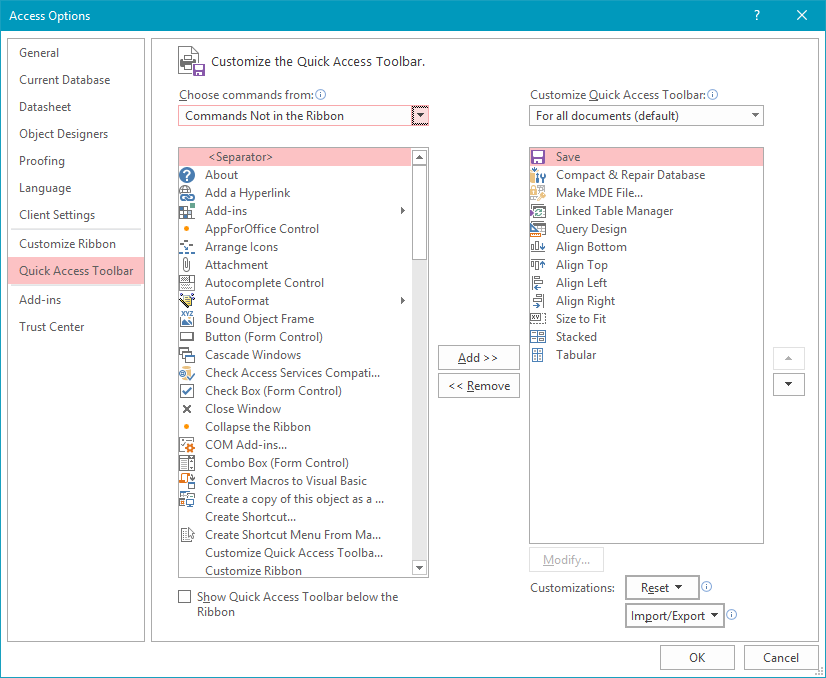 Access Options
?
General
Current Database
Datasheet
Object Designers
Proofing
Language
Client Settings
Customize Ribbon
Quick Access Toolbar
Add-ins
Trust Center
Customize the Quick Access Toolbar.
Choose commands from:
Commands Not in the Ribbon
<Separator>
About
Add a Hyperlink
Add-ins
AppForOffice Control
Arrange Icons
Attachment
Autocomplete Control
AutoFormat
Bound Object Frame
Button (Form Control)
Cascade Windows
Check Access Services Compati...
Check Box (Form Control)
Close Window
Collapse the Ribbon
COM Add-ins...
Combo Box (Form Control)
Convert Macros to Visual Basic
Create a copy of this object as a ...
Create Shortcut...
Create Shortcut Menu From Ma...
Customize Quick Access Toolba...
Customize Ribbon
Show Quick Access Toolbar below the
Ribbon
Add >>
<< Remove
Customize Quick Access Toolbar:
For all documents (default)
Save
Compact & Repair Database
Make MDE File...
Linked Table Manager
Query Design
Align Bottom
Align Top
Align Left
Align Right
Size to Fit
Stacked
Tabular
Modify...
Customizations:
Reset
Import/Export
OK
Cancel